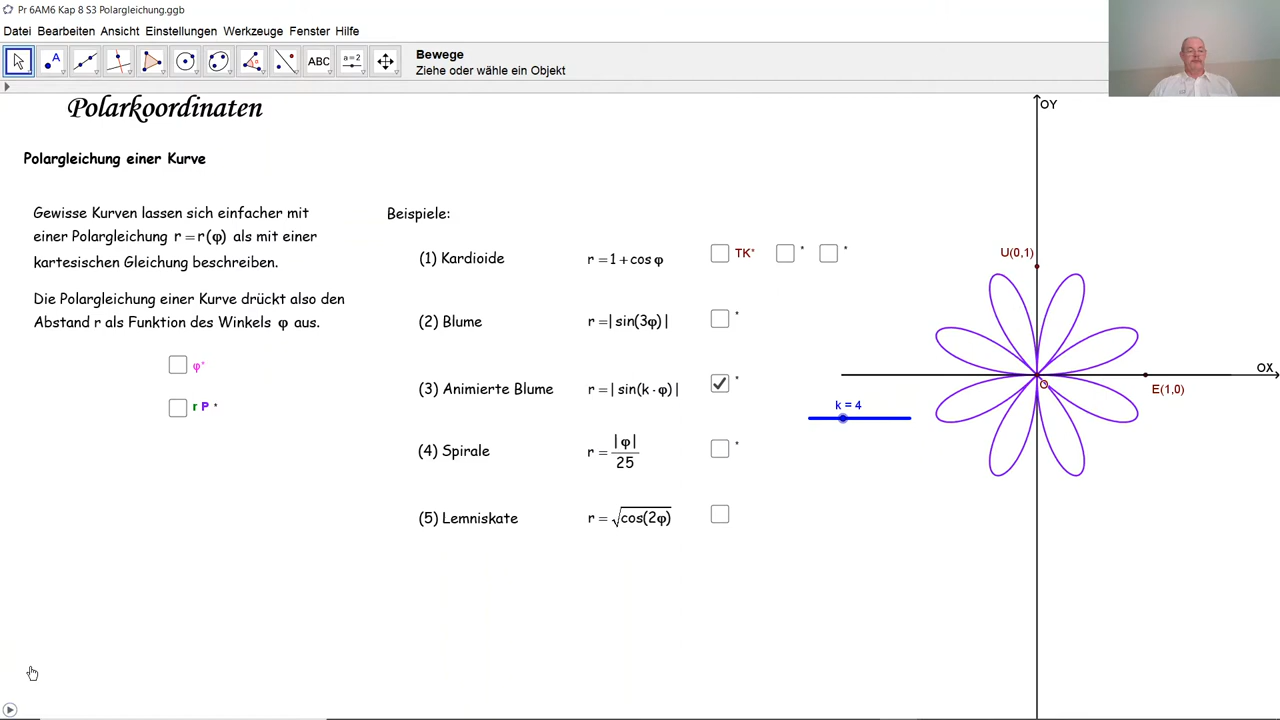 Pr 6AM6 Kap 8 S3 Polargleichung.ggb
Datei Bearbeiten Ansicht Einstellungen Werkzeuge Fenster Hilfe
A
ABC
a=2
Bewege
Ziehe oder wähle ein Objekt
Polarkoordinaten
Polargleichung einer Kurve
Gewisse Kurven lassen sich einfacher mit
einer Polargleichung r = r(φ) als mit einer
kartesischen Gleichung beschreiben.
Die Polargleichung einer Kurve drückt also den
Abstand r als Funktion des Winkels φ aus.
φ*
r P *
Beispiele:
(1) Kardioide r = 1 + cos φ TK* * *
(2) Blume r = | sin(3φ) | *
(3) Animierte Blume r = | sin(k · φ) | *
(4) Spirale r = | φ | / 25 *
(5) Lemniskate r = √cos(2φ)
k = 4
OY
U(0,1)
OX
O
E(1,0)